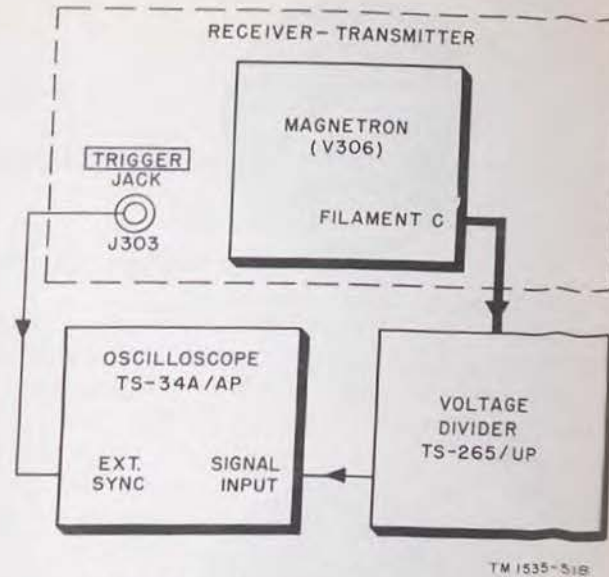 RECEIVER-TRANSMITTER
MAGNETRON
(V306)
FILAMENT C
TRIGGER
JACK
J303
OSCILLOSCOPE
TS-34A/AP
EXT.
SYNC
SIGNAL
INPUT
VOLTAGE
DIVIDER
TS-265/UP
TM 1535-518